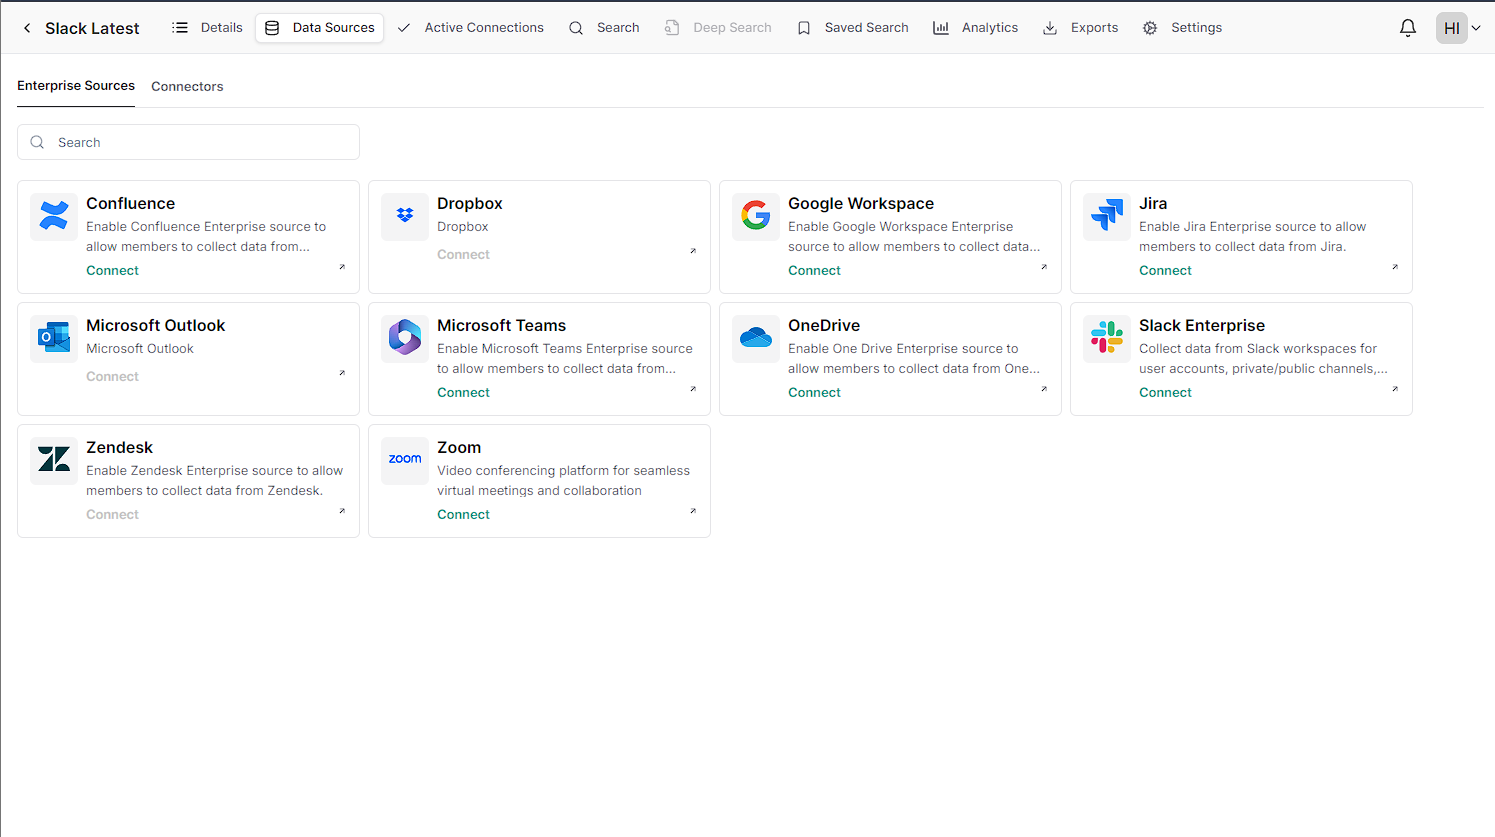 Slack Latest
Details
Data Sources
Active Connections
Search
Deep Search
Saved Search
Analytics
Exports
Settings
HI
Enterprise Sources
Connectors
Search
Confluence
Enable Confluence Enterprise source to
allow members to collect data from...
Connect
Dropbox
Dropbox
Connect
Google Workspace
Enable Google Workspace Enterprise
source to allow members to collect data...
Connect
Jira
Enable Jira Enterprise source to allow
members to collect data from Jira.
Connect
Microsoft Outlook
Microsoft Outlook
Connect
Microsoft Teams
Enable Microsoft Teams Enterprise source
to allow members to collect data from...
Connect
OneDrive
Enable One Drive Enterprise source to
allow members to collect data from One...
Connect
Slack Enterprise
Collect data from Slack workspaces for
user accounts, private/public channels,...
Connect
Zendesk
Enable Zendesk Enterprise source to allow
members to collect data from Zendesk.
Connect
zoom
Zoom
Video conferencing platform for seamless
virtual meetings and collaboration
Connect